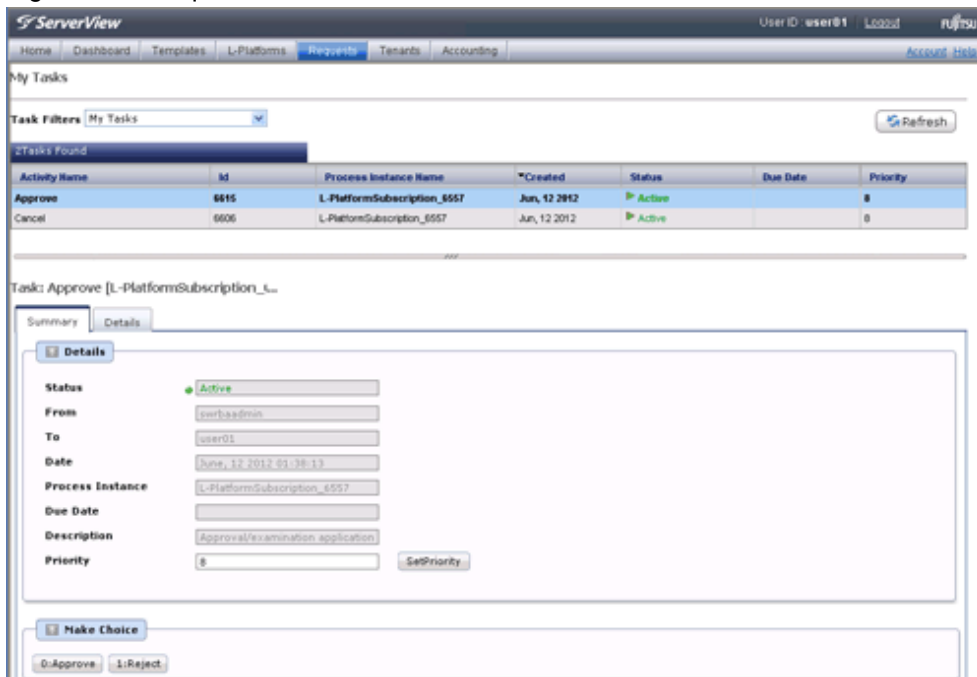 ServerView User ID : user01 Logout FUJITSU
Home Dashboard Templates L-Platforms Requests Tenants Accounting Account Help
My Tasks
Task Filters My Tasks Refresh
2Tasks Found
Activity Name Id Process Instance Name Created Status Due Date Priority
Approve 6615 L-PlatformSubscription_6557 Jun, 12 2012 Active 8
Cancel 6606 L-PlatformSubscription_6557 Jun, 12 2012 Active 8
Task: Approve [L-PlatformSubscription_s...
Summary Details
Details
Status Active
From swrbaadmin
To user01
Date June, 12 2012 01:38:13
Process Instance L-PlatformSubscription_6557
Due Date
Description Approval/examination application
Priority 8 SetPriority
Make Choice
0:Approve 1:Reject